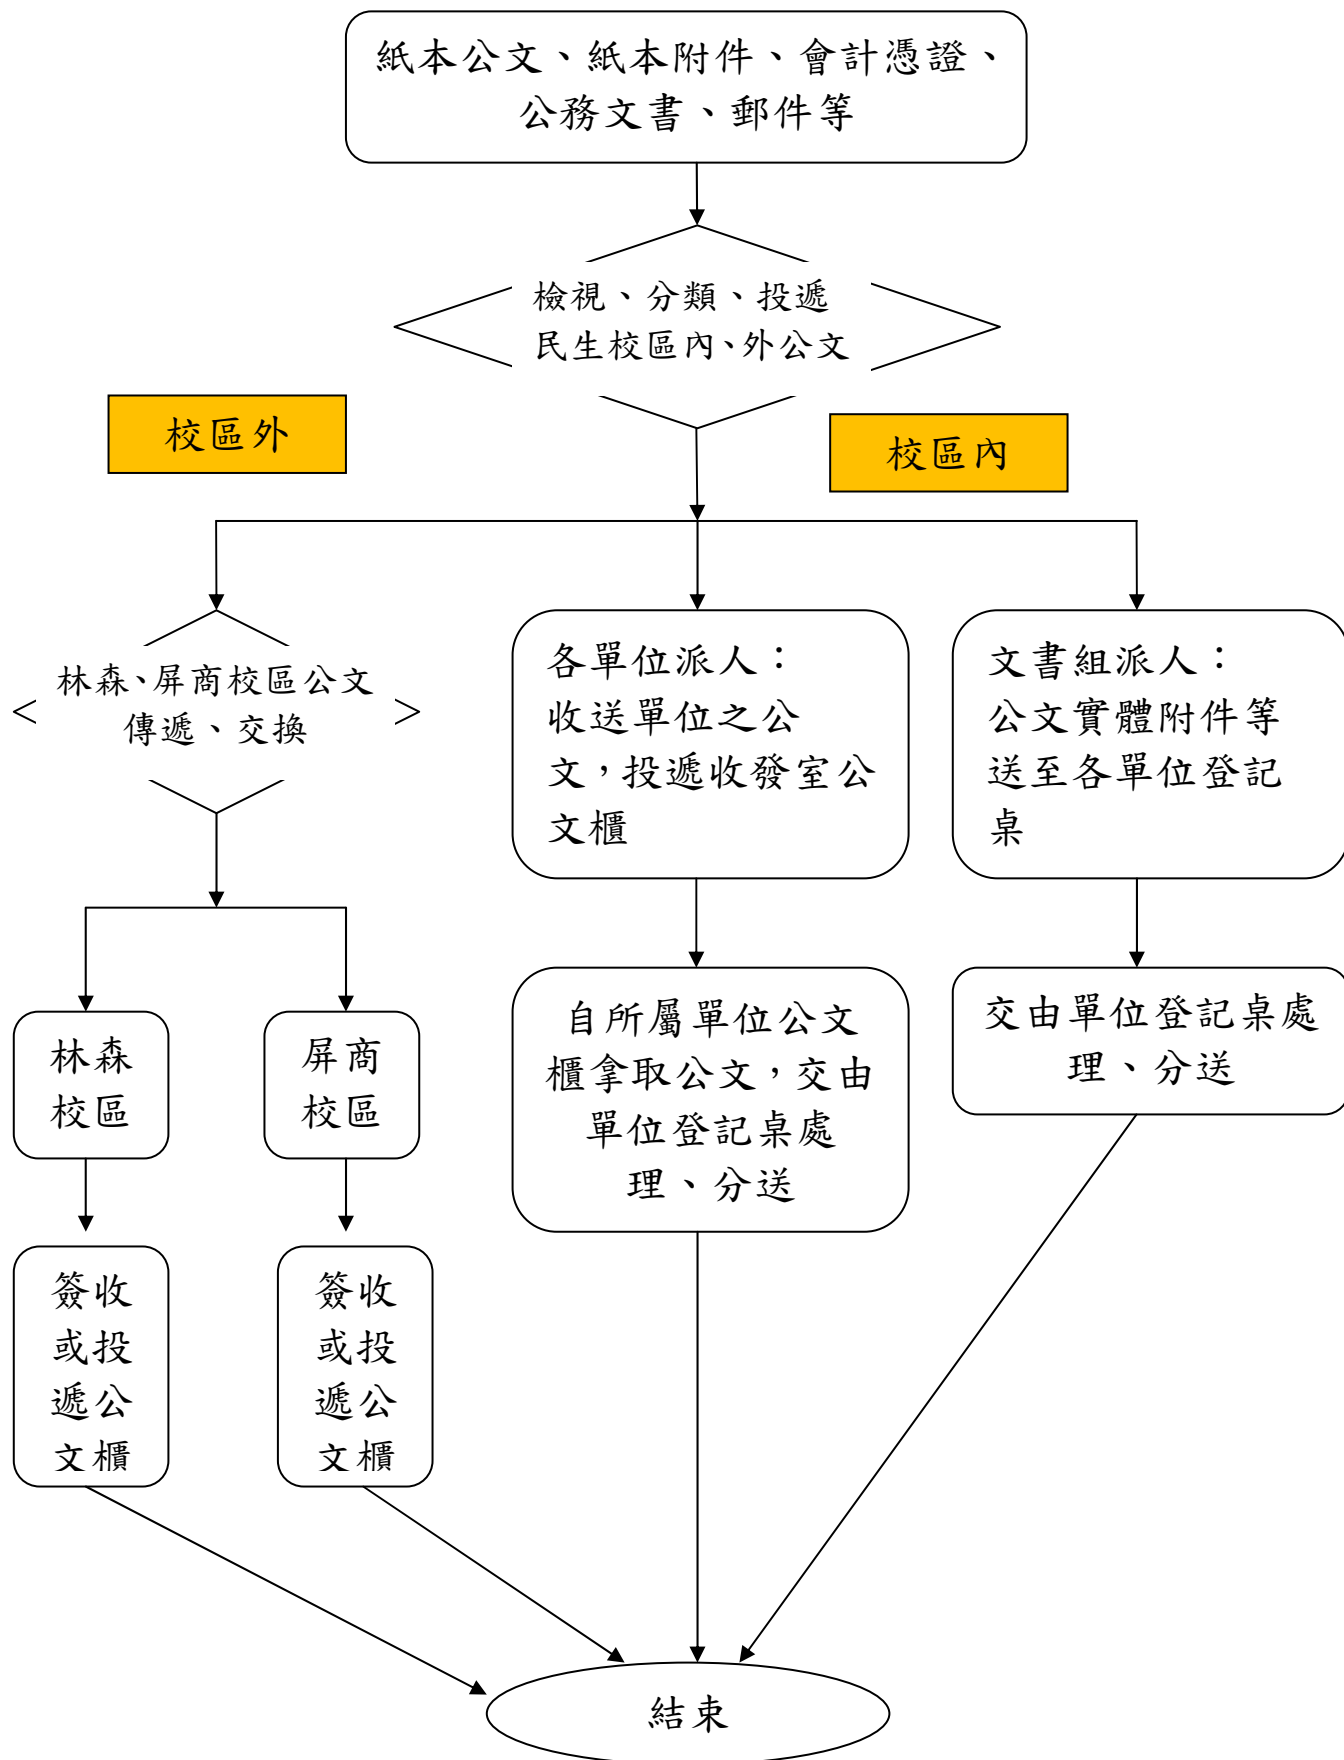 紙本公文、紙本附件、會計憑證、
公務文書、郵件等
檢視、分類、投遞
民生校區內、外公文
校區外
校區內
林森、屏商校區公文
傳遞、交換
各單位派人：
收送單位之公
文，投遞收發室公
文櫃
文書組派人：
公文實體附件等
送至各單位登記
桌
林森
校區
屏商
校區
自所屬單位公文
櫃拿取公文，交由
單位登記桌處
理、分送
交由單位登記桌處
理、分送
簽收
或投
遞公
文櫃
簽收
或投
遞公
文櫃
結束